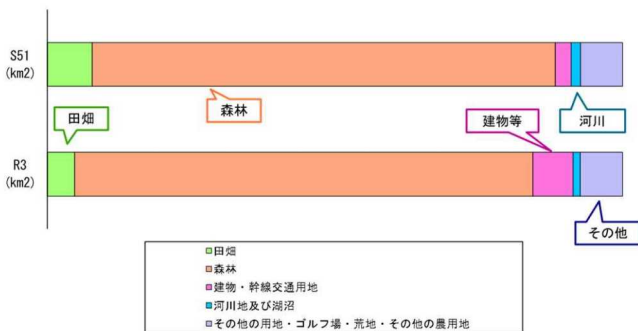 S51
(km2)
森林
田畑
建物等
河川
R3
(km2)
その他
田畑
森林
建物・幹線交通用地
河川地及び湖沼
その他の用地・ゴルフ場・荒地・その他の農用地